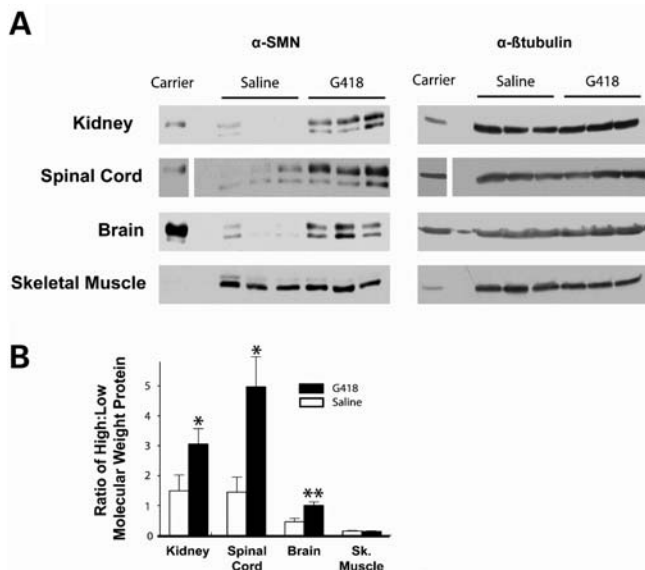 A
α-SMN
α-ßtubulin
Carrier
Saline
G418
Carrier
Saline
G418
Kidney
Spinal Cord
Brain
Skeletal Muscle
B
Ratio of High:Low
Molecular Weight Protein
5
4
3
2
1
0
*
*
**
G418
Saline
Kidney
Spinal
Cord
Brain
Sk.
Muscle